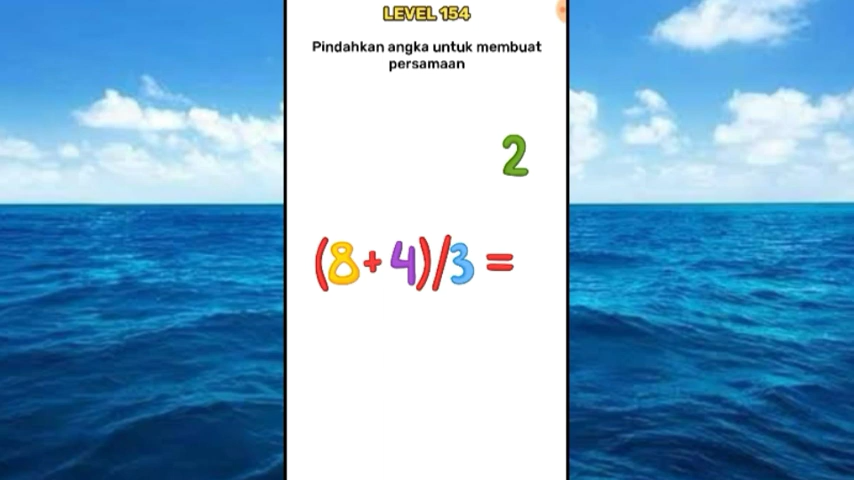 LEVEL 154
Pindahkan angka untuk membuat
persamaan
2
(8+4)/3 =